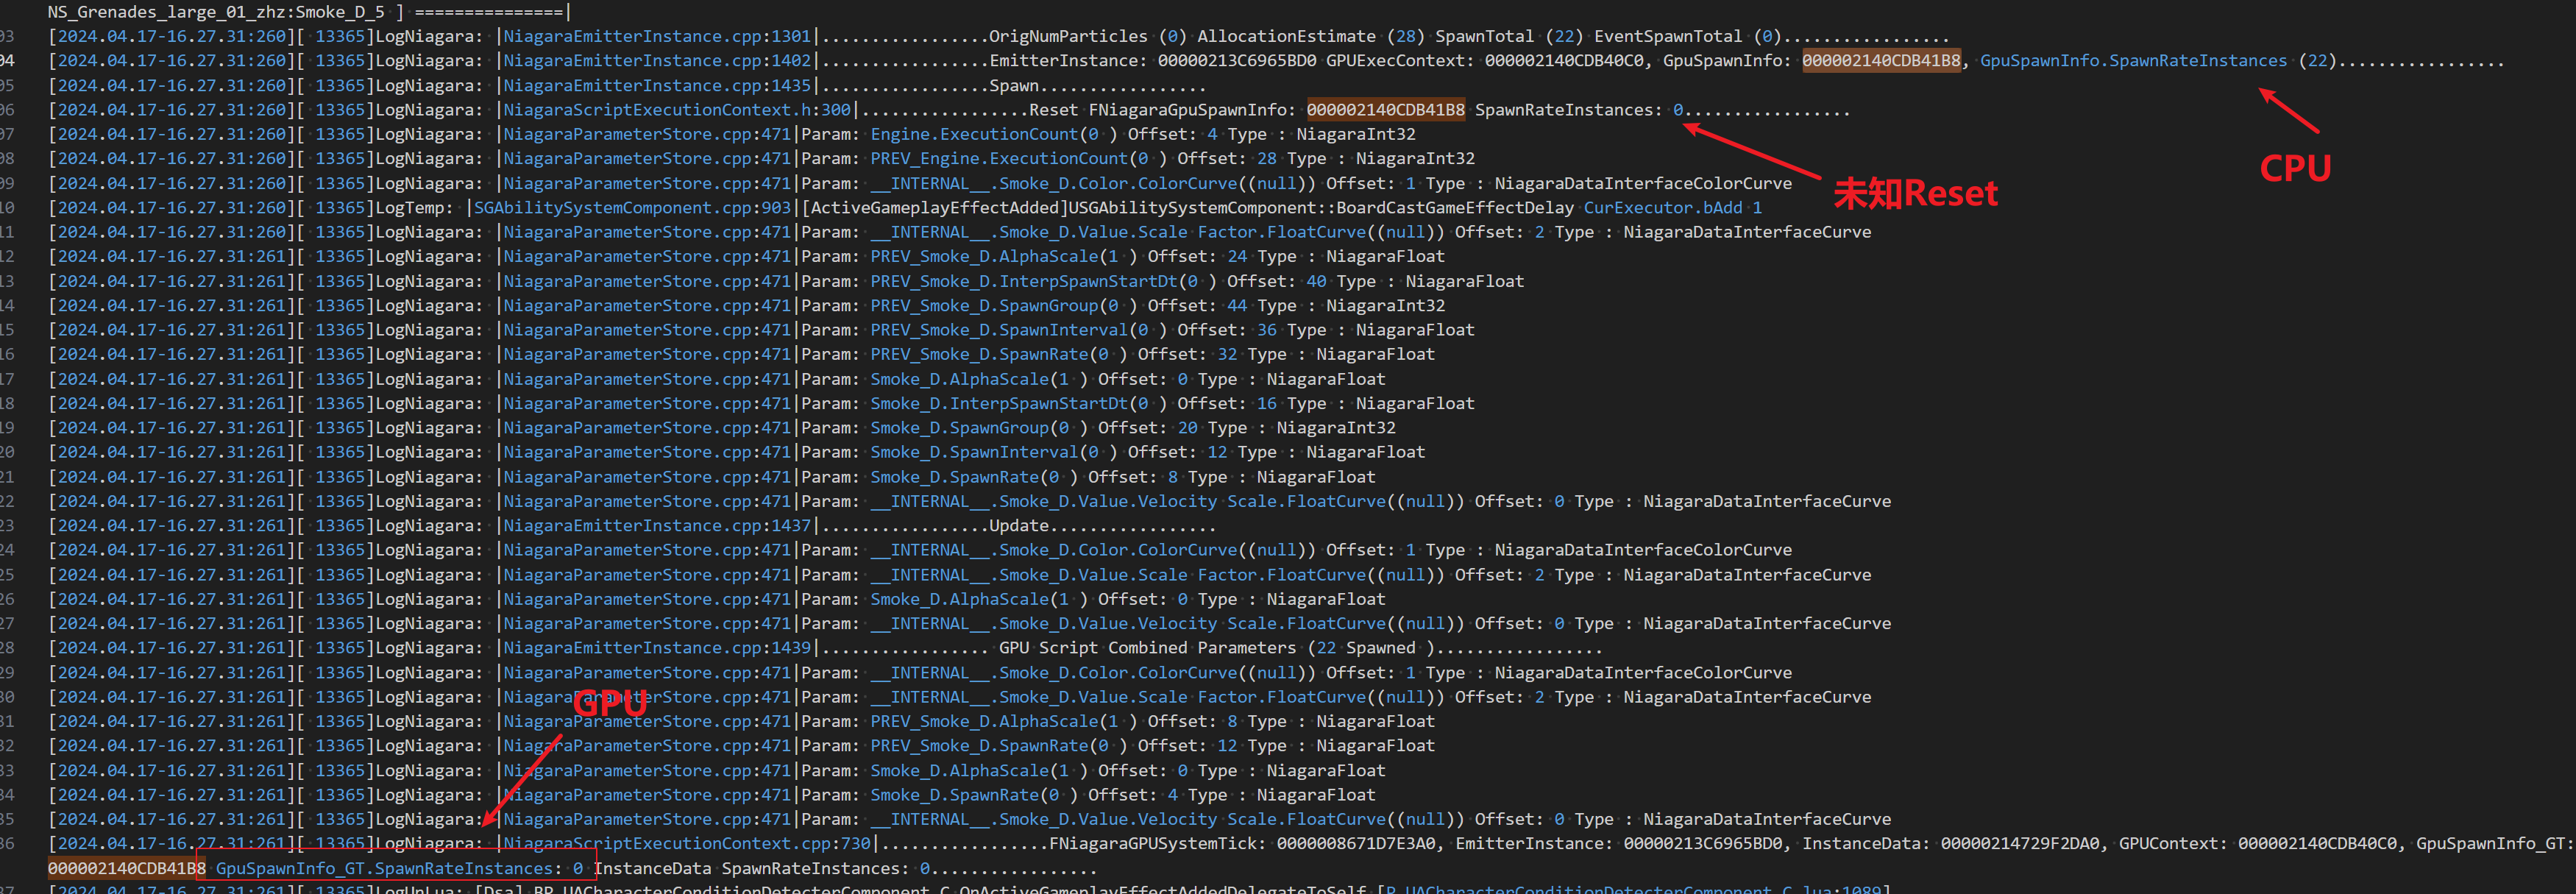 NS_Grenades_large_01_zhz:Smoke_D_5 ] ===============|
03 [2024.04.17-16.27.31:260][ 13365]LogNiagara: |NiagaraEmitterInstance.cpp:1301|.................OrigNumParticles (0) AllocationEstimate (28) SpawnTotal (22) EventSpawnTotal (0).................
04 [2024.04.17-16.27.31:260][ 13365]LogNiagara: |NiagaraEmitterInstance.cpp:1402|.................EmitterInstance: 00000213C6965BD0 GPUExecContext: 000002140CDB40C0, GpuSpawnInfo: 000002140CDB41B8, GpuSpawnInfo.SpawnRateInstances (22).................
05 [2024.04.17-16.27.31:260][ 13365]LogNiagara: |NiagaraEmitterInstance.cpp:1435|.................Spawn.................
06 [2024.04.17-16.27.31:260][ 13365]LogNiagara: |NiagaraScriptExecutionContext.h:300|.................Reset FNiagaraGpuSpawnInfo: 000002140CDB41B8 SpawnRateInstances: 0.................
07 [2024.04.17-16.27.31:260][ 13365]LogNiagara: |NiagaraParameterStore.cpp:471|Param: Engine.ExecutionCount(0 ) Offset: 4 Type : NiagaraInt32
08 [2024.04.17-16.27.31:260][ 13365]LogNiagara: |NiagaraParameterStore.cpp:471|Param: PREV_Engine.ExecutionCount(0 ) Offset: 28 Type : NiagaraInt32
CPU
09 [2024.04.17-16.27.31:260][ 13365]LogNiagara: |NiagaraParameterStore.cpp:471|Param: __INTERNAL__.Smoke_D.Color.ColorCurve((null)) Offset: 1 Type : NiagaraDataInterfaceColorCurve
未知Reset
10 [2024.04.17-16.27.31:260][ 13365]LogTemp: |SGAbilitySystemComponent.cpp:903|[ActiveGameplayEffectAdded]USGAbilitySystemComponent::BoardCastGameEffectDelay CurExecutor.bAdd 1
11 [2024.04.17-16.27.31:260][ 13365]LogNiagara: |NiagaraParameterStore.cpp:471|Param: __INTERNAL__.Smoke_D.Value.Scale Factor.FloatCurve((null)) Offset: 2 Type : NiagaraDataInterfaceCurve
12 [2024.04.17-16.27.31:260][ 13365]LogNiagara: |NiagaraParameterStore.cpp:471|Param: PREV_Smoke_D.AlphaScale(1 ) Offset: 24 Type : NiagaraFloat
13 [2024.04.17-16.27.31:260][ 13365]LogNiagara: |NiagaraParameterStore.cpp:471|Param: PREV_Smoke_D.InterpSpawnStartDt(0 ) Offset: 40 Type : NiagaraFloat
14 [2024.04.17-16.27.31:260][ 13365]LogNiagara: |NiagaraParameterStore.cpp:471|Param: PREV_Smoke_D.SpawnGroup(0 ) Offset: 44 Type : NiagaraInt32
15 [2024.04.17-16.27.31:261][ 13365]LogNiagara: |NiagaraParameterStore.cpp:471|Param: PREV_Smoke_D.SpawnInterval(0 ) Offset: 36 Type : NiagaraFloat
16 [2024.04.17-16.27.31:261][ 13365]LogNiagara: |NiagaraParameterStore.cpp:471|Param: PREV_Smoke_D.SpawnRate(0 ) Offset: 32 Type : NiagaraFloat
17 [2024.04.17-16.27.31:261][ 13365]LogNiagara: |NiagaraParameterStore.cpp:471|Param: Smoke_D.AlphaScale(1 ) Offset: 0 Type : NiagaraFloat
18 [2024.04.17-16.27.31:261][ 13365]LogNiagara: |NiagaraParameterStore.cpp:471|Param: Smoke_D.InterpSpawnStartDt(0 ) Offset: 16 Type : NiagaraFloat
19 [2024.04.17-16.27.31:261][ 13365]LogNiagara: |NiagaraParameterStore.cpp:471|Param: Smoke_D.SpawnGroup(0 ) Offset: 20 Type : NiagaraInt32
20 [2024.04.17-16.27.31:261][ 13365]LogNiagara: |NiagaraParameterStore.cpp:471|Param: Smoke_D.SpawnInterval(0 ) Offset: 12 Type : NiagaraFloat
21 [2024.04.17-16.27.31:261][ 13365]LogNiagara: |NiagaraParameterStore.cpp:471|Param: Smoke_D.SpawnRate(0 ) Offset: 8 Type : NiagaraFloat
22 [2024.04.17-16.27.31:261][ 13365]LogNiagara: |NiagaraParameterStore.cpp:471|Param: __INTERNAL__.Smoke_D.Value.Velocity Scale.FloatCurve((null)) Offset: 0 Type : NiagaraDataInterfaceCurve
23 [2024.04.17-16.27.31:261][ 13365]LogNiagara: |NiagaraEmitterInstance.cpp:1437|.................Update.................
24 [2024.04.17-16.27.31:261][ 13365]LogNiagara: |NiagaraParameterStore.cpp:471|Param: __INTERNAL__.Smoke_D.Color.ColorCurve((null)) Offset: 1 Type : NiagaraDataInterfaceColorCurve
25 [2024.04.17-16.27.31:261][ 13365]LogNiagara: |NiagaraParameterStore.cpp:471|Param: __INTERNAL__.Smoke_D.Value.Scale Factor.FloatCurve((null)) Offset: 2 Type : NiagaraDataInterfaceCurve
26 [2024.04.17-16.27.31:261][ 13365]LogNiagara: |NiagaraParameterStore.cpp:471|Param: Smoke_D.AlphaScale(1 ) Offset: 0 Type : NiagaraFloat
27 [2024.04.17-16.27.31:261][ 13365]LogNiagara: |NiagaraParameterStore.cpp:471|Param: __INTERNAL__.Smoke_D.Value.Velocity Scale.FloatCurve((null)) Offset: 0 Type : NiagaraDataInterfaceCurve
28 [2024.04.17-16.27.31:261][ 13365]LogNiagara: |NiagaraEmitterInstance.cpp:1439|................. GPU Script Combined Parameters (22 Spawned ).................
29 [2024.04.17-16.27.31:261][ 13365]LogNiagara: |NiagaraParameterStore.cpp:471|Param: __INTERNAL__.Smoke_D.Color.ColorCurve((null)) Offset: 1 Type : NiagaraDataInterfaceColorCurve
30 [2024.04.17-16.27.31:261][ 13365]LogNiagara: |NiagaraParameterStore.cpp:471|Param: __INTERNAL__.Smoke_D.Value.Scale Factor.FloatCurve((null)) Offset: 2 Type : NiagaraDataInterfaceCurve
GPU
31 [2024.04.17-16.27.31:261][ 13365]LogNiagara: |NiagaraParameterStore.cpp:471|Param: PREV_Smoke_D.AlphaScale(1 ) Offset: 8 Type : NiagaraFloat
32 [2024.04.17-16.27.31:261][ 13365]LogNiagara: |NiagaraParameterStore.cpp:471|Param: PREV_Smoke_D.SpawnRate(0 ) Offset: 12 Type : NiagaraFloat
33 [2024.04.17-16.27.31:261][ 13365]LogNiagara: |NiagaraParameterStore.cpp:471|Param: Smoke_D.AlphaScale(1 ) Offset: 0 Type : NiagaraFloat
34 [2024.04.17-16.27.31:261][ 13365]LogNiagara: |NiagaraParameterStore.cpp:471|Param: Smoke_D.SpawnRate(0 ) Offset: 4 Type : NiagaraFloat
35 [2024.04.17-16.27.31:261][ 13365]LogNiagara: |NiagaraParameterStore.cpp:471|Param: __INTERNAL__.Smoke_D.Value.Velocity Scale.FloatCurve((null)) Offset: 0 Type : NiagaraDataInterfaceCurve
36 [2024.04.17-16.27.31:261][ 13365]LogNiagara: |NiagaraScriptExecutionContext.cpp:730|.................FNiagaraGPUSystemTick: 0000008671D7E3A0, EmitterInstance: 00000213C6965BD0, InstanceData: 00000214729F2DA0, GPUContext: 000002140CDB40C0, GpuSpawnInfo_GT:
000002140CDB41B8 GpuSpawnInfo_GT.SpawnRateInstances: 0 InstanceData SpawnRateInstances: 0.................
37 [2024.04.17-16.27.31:261][ 13365]LogUnLua: [Dsa] BP_UACharacterConditionDetecterComponent_C OnActiveGameplayEffectAddedDelegateToSelf